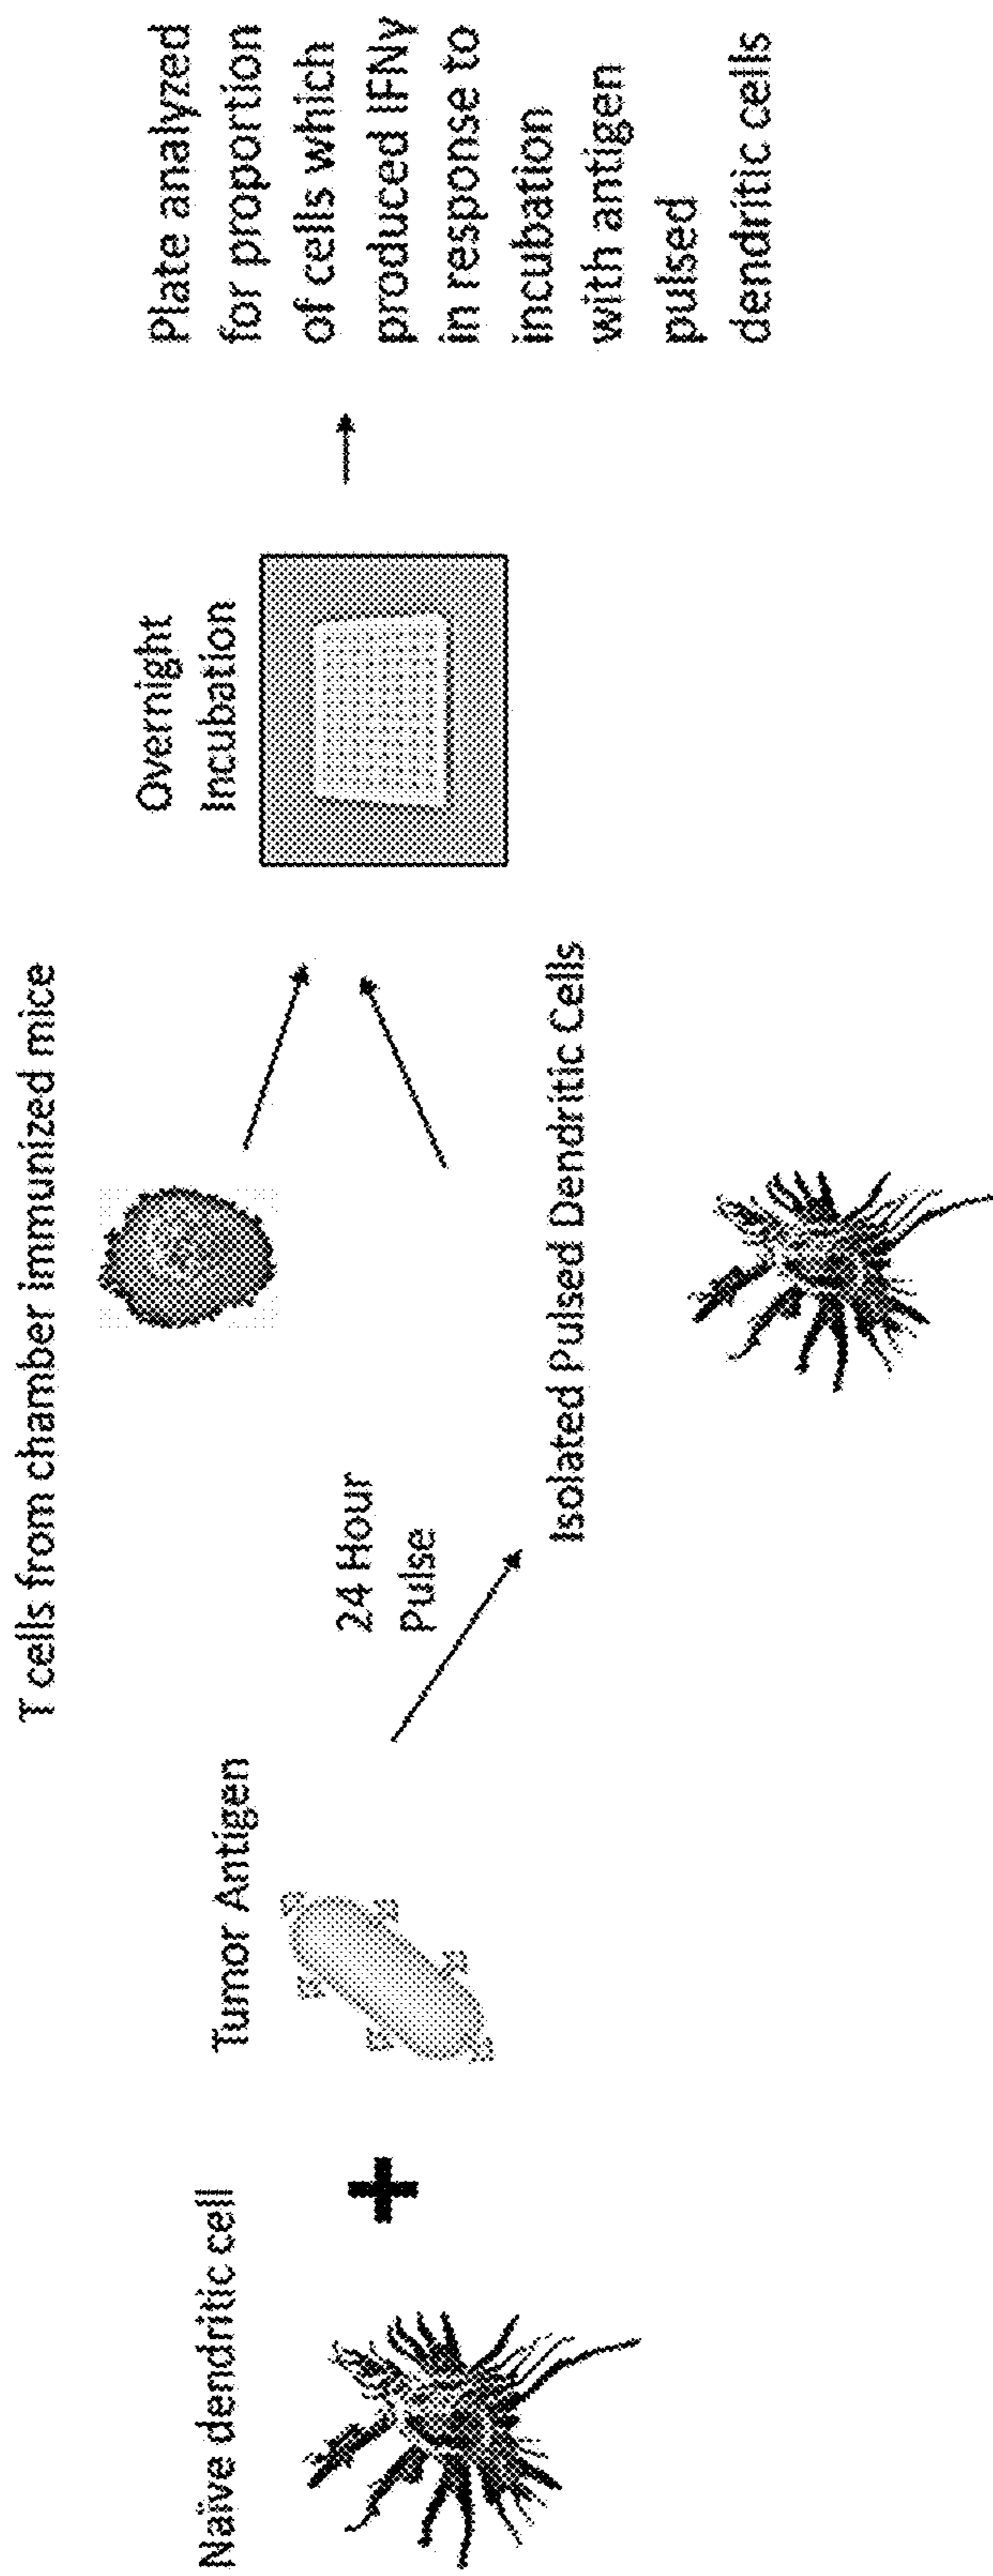 Naïve dendritic cell
Tumor Antigen
24 Hour
Pulse
T cells from chamber immunized mice
Isolated Pulsed Dendritic Cells
Overnight
Incubation
Plate analyzed
for proportion
of cells which
produced IFNγ
in response to
incubation
with antigen
pulsed
dendritic cells